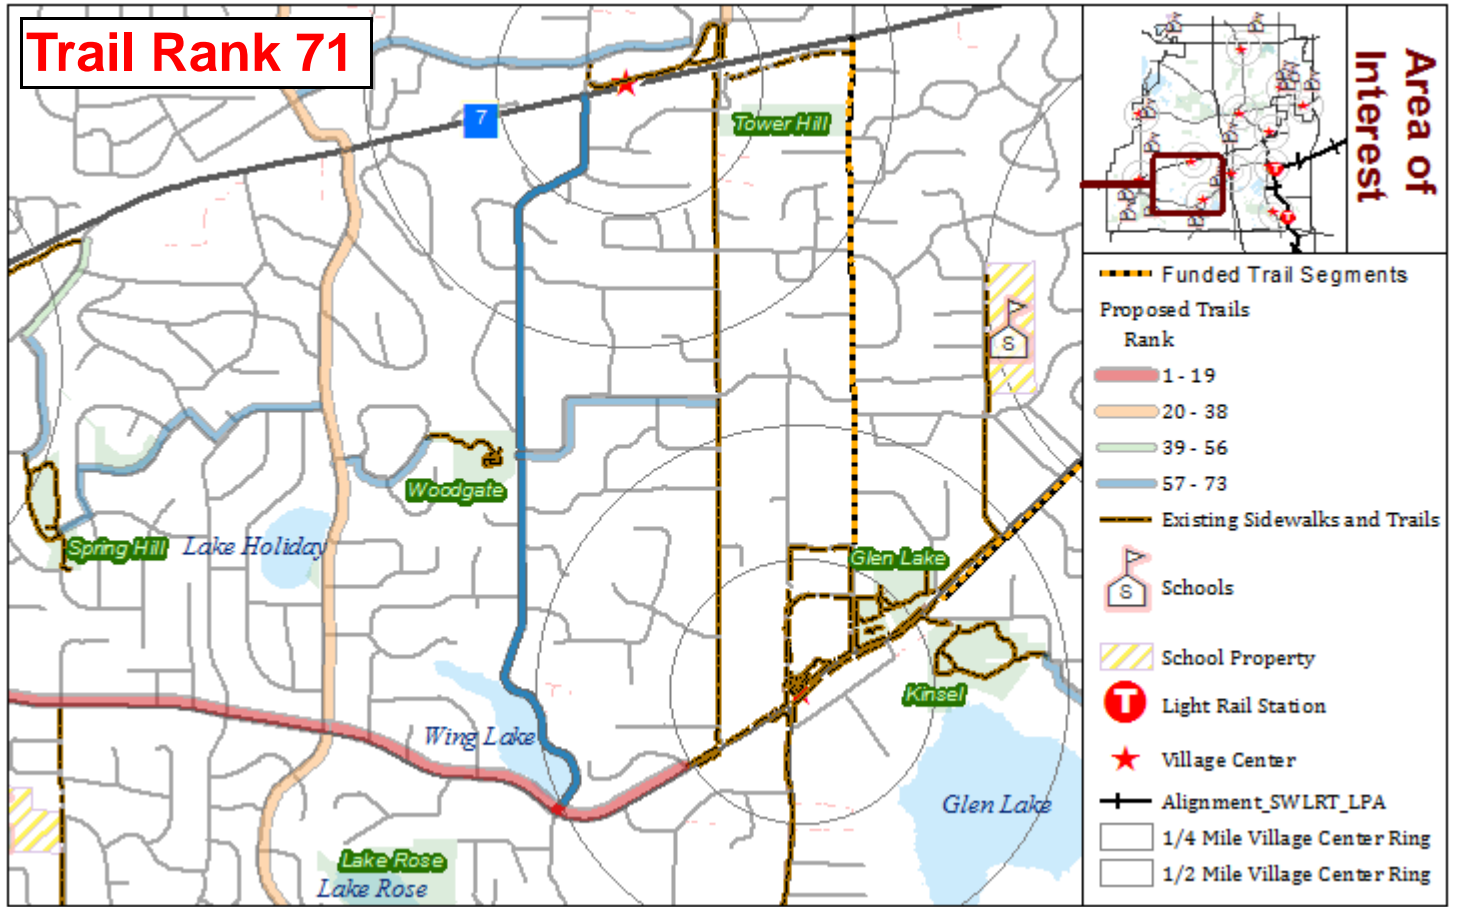 Trail Rank 71
7
Tower Hill
S
Woodgate
Spring Hill
Lake Holiday
Glen Lake
Kinsel
Wing Lake
Glen Lake
Lake Rose
Lake Rose
Area of
Interest
T
T
Funded Trail Segments
Proposed Trails
Rank
1 - 19
20 - 38
39 - 56
57 - 73
Existing Sidewalks and Trails
S
Schools
School Property
T
Light Rail Station
Village Center
Alignment_SWLRT_LPA
1/4 Mile Village Center Ring
1/2 Mile Village Center Ring